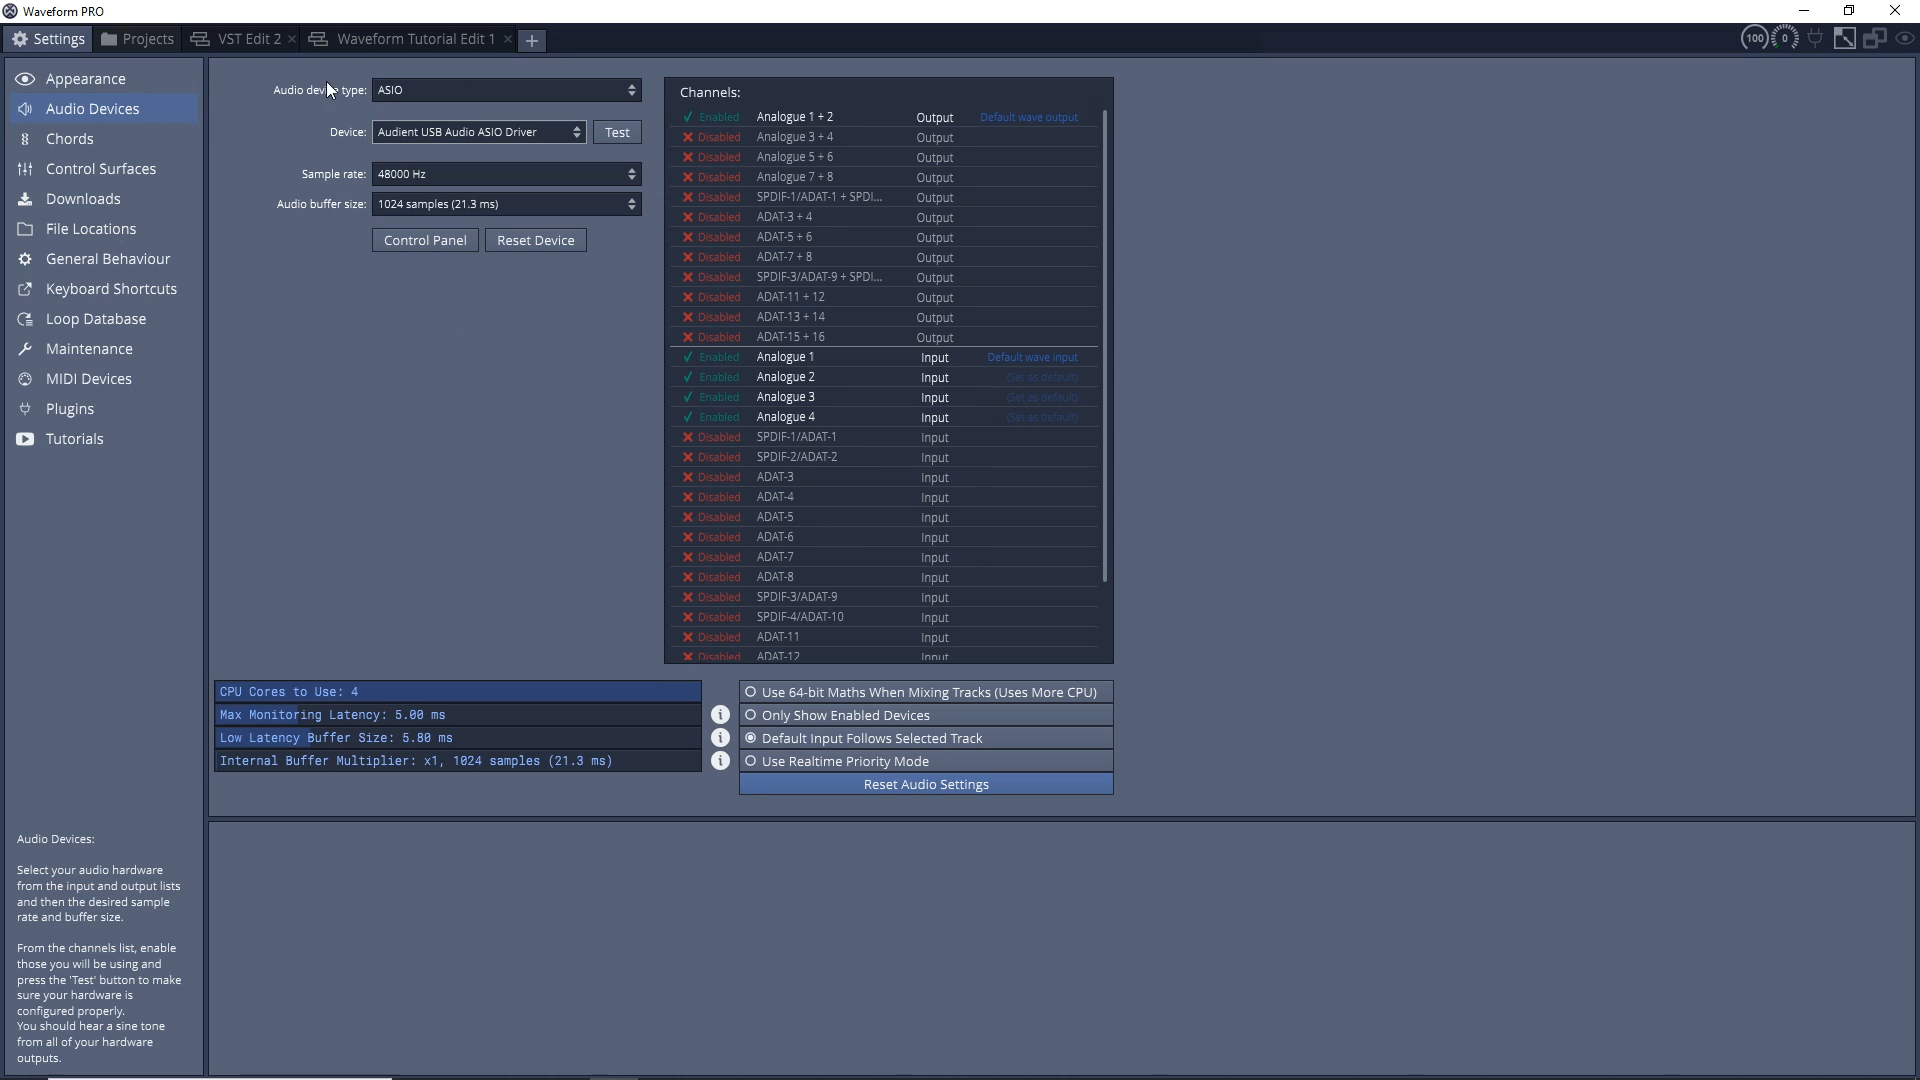 Waveform PRO
Settings
Projects
VST Edit 2
Waveform Tutorial Edit 1
100
0
Appearance
Audio Devices
Chords
Control Surfaces
Downloads
File Locations
General Behaviour
Keyboard Shortcuts
Loop Database
Maintenance
MIDI Devices
Plugins
Tutorials
Audio Devices:
Select your audio hardware
from the input and output lists
and then the desired sample
rate and buffer size.
From the channels list, enable
those you will be using and
press the 'Test' button to make
sure your hardware is
configured properly.
You should hear a sine tone
from all of your hardware
outputs.
Audio device type: ASIO
Device: Audient USB Audio ASIO Driver Test
Sample rate: 48000 Hz
Audio buffer size: 1024 samples (21.3 ms)
Control Panel Reset Device
Channels:
Enabled Analogue 1 + 2 Output Default wave output
Disabled Analogue 3 + 4 Output
Disabled Analogue 5 + 6 Output
Disabled Analogue 7 + 8 Output
Disabled SPDIF-1/ADAT-1 + SPDI... Output
Disabled ADAT-3 + 4 Output
Disabled ADAT-5 + 6 Output
Disabled ADAT-7 + 8 Output
Disabled SPDIF-3/ADAT-9 + SPDI... Output
Disabled ADAT-11 + 12 Output
Disabled ADAT-13 + 14 Output
Disabled ADAT-15 + 16 Output
Enabled Analogue 1 Input Default wave input
Enabled Analogue 2 Input (Set as default)
Enabled Analogue 3 Input (Set as default)
Enabled Analogue 4 Input (Set as default)
Disabled SPDIF-1/ADAT-1 Input
Disabled SPDIF-2/ADAT-2 Input
Disabled ADAT-3 Input
Disabled ADAT-4 Input
Disabled ADAT-5 Input
Disabled ADAT-6 Input
Disabled ADAT-7 Input
Disabled ADAT-8 Input
Disabled SPDIF-3/ADAT-9 Input
Disabled SPDIF-4/ADAT-10 Input
Disabled ADAT-11 Input
Disabled ADAT-12 Input
CPU Cores to Use: 4
Max Monitoring Latency: 5.00 ms
Low Latency Buffer Size: 5.80 ms
Internal Buffer Multiplier: x1, 1024 samples (21.3 ms)
Use 64-bit Maths When Mixing Tracks (Uses More CPU)
Only Show Enabled Devices
Default Input Follows Selected Track
Use Realtime Priority Mode
Reset Audio Settings